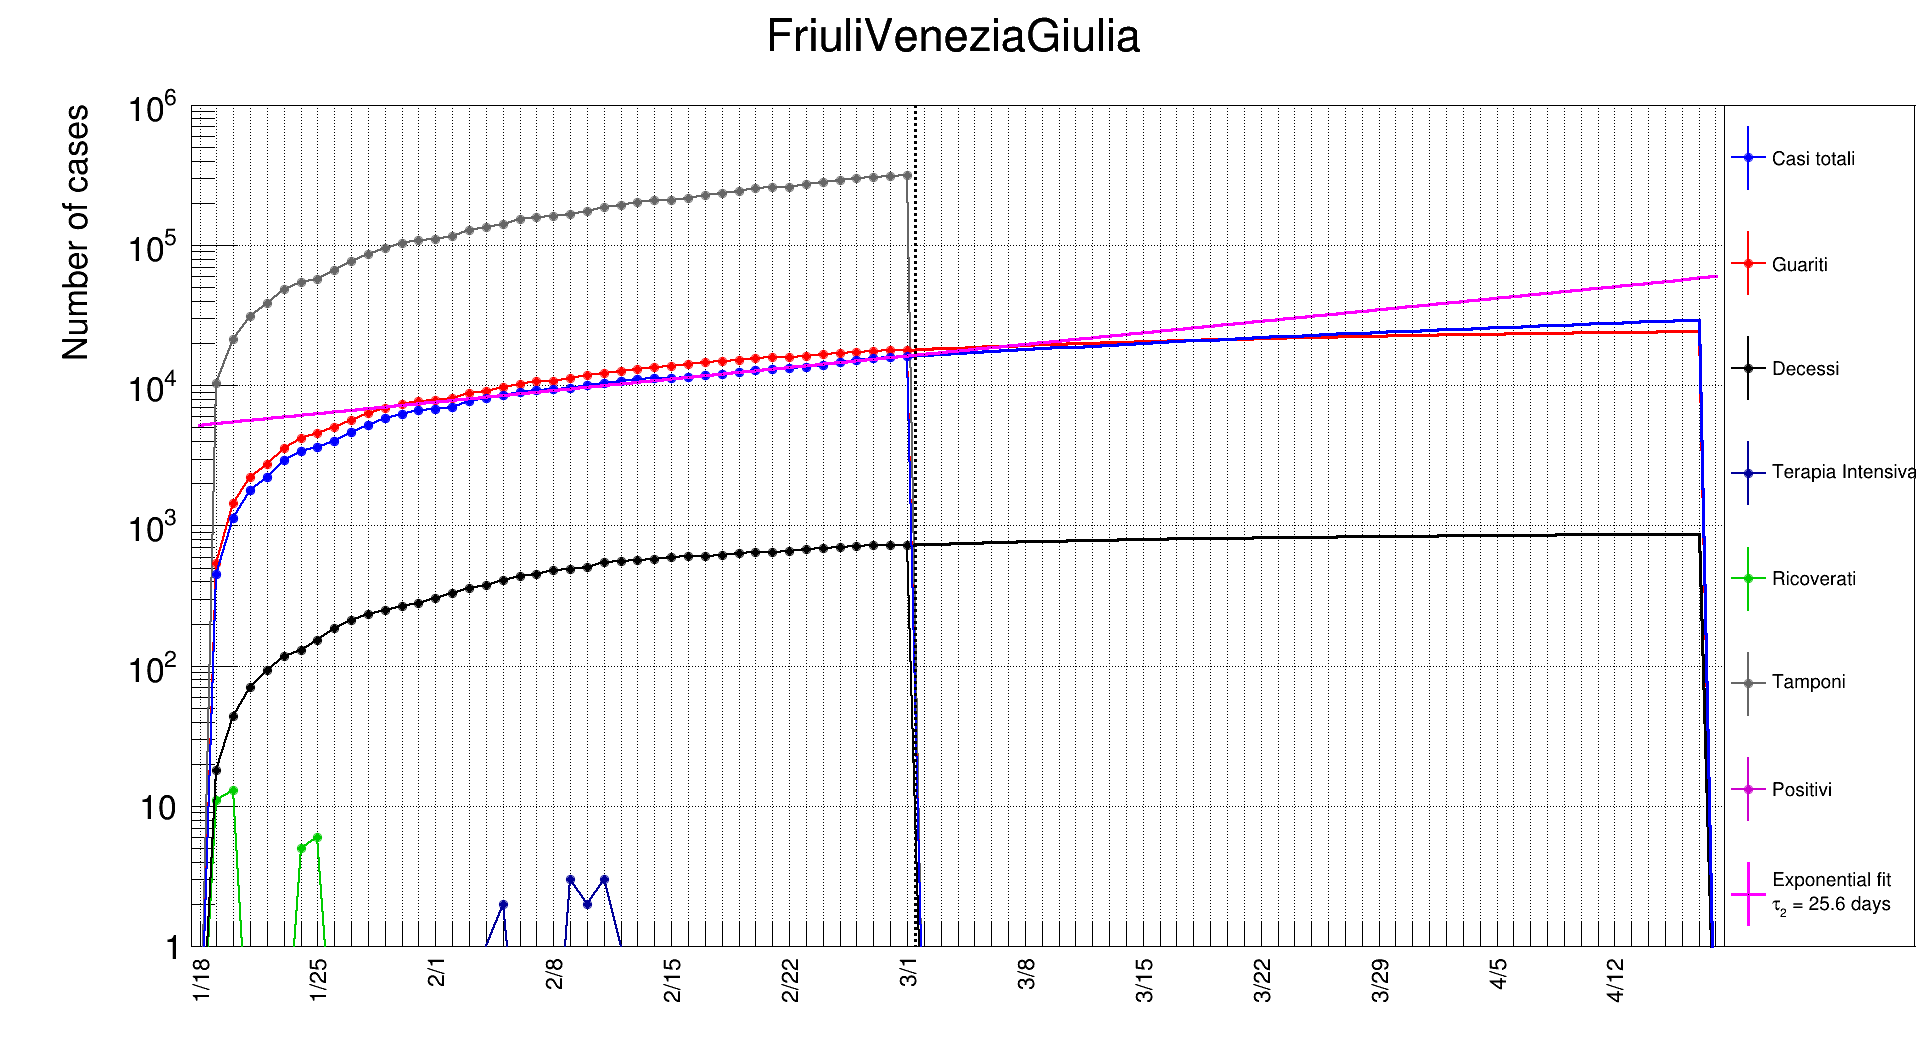 FriuliVeneziaGiulia
Number of cases
10^6
10^5
10^4
10^3
10^2
10
1
1/18
1/25
2/1
2/8
2/15
2/22
3/1
3/8
3/15
3/22
3/29
4/5
4/12
Casi totali
Guariti
Decessi
Terapia Intensiva
Ricoverati
Tamponi
Positivi
Exponential fit
τ_2 = 25.6 days